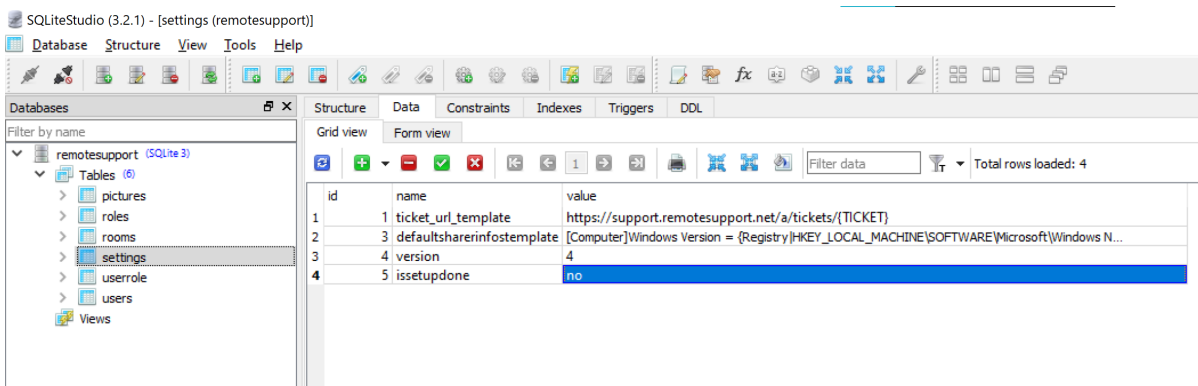 SQLiteStudio (3.2.1) - [settings (remotesupport)]
Database Structure View Tools Help
Databases
Filter by name
remotesupport (SQLite 3)
Tables (6)
pictures
roles
rooms
settings
userrole
users
Views
Structure Data Constraints Indexes Triggers DDL
Grid view Form view
1 Filter data Total rows loaded: 4
id name value
1 1 ticket_url_template https://support.remotesupport.net/a/tickets/{TICKET}
2 3 defaultsharerinfostemplate [Computer]Windows Version = {Registry|HKEY_LOCAL_MACHINE\SOFTWARE\Microsoft\Windows N...
3 4 version 4
4 5 issetupdone no